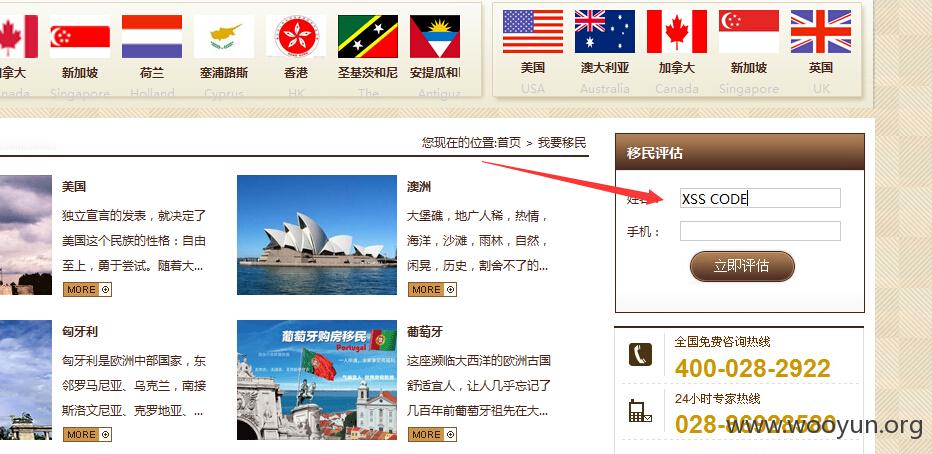 加拿大 新加坡 荷兰 塞浦路斯 香港 圣基茨和尼 安提瓜和
Singapore Holland Cyprus HK The Antigua
美国 澳大利亚 加拿大 新加坡 英国
USA Australia Canada Singapore UK
您现在的位置:首页 > 我要移民
美国
独立宣言的发表，就决定了
美国这个民族的性格：自由
至上，勇于尝试。随着大...
MORE
澳洲
大堡礁，地广人稀，热情，
海洋，沙滩，雨林，自然，
闲晃，历史，割舍不了的...
MORE
匈牙利
匈牙利是欧洲中部国家，东
邻罗马尼亚、乌克兰，南接
斯洛文尼亚、克罗地亚、...
MORE
葡萄牙购房移民
Portugal
葡萄牙
这座濒临大西洋的欧洲古国
舒适宜人，让人几乎忘记了
几百年前葡萄牙祖先在大...
MORE
移民评估
XSS CODE
手机：
立即评估
全国免费咨询热线
400-028-2922
24小时专家热线
www.wooyun.org